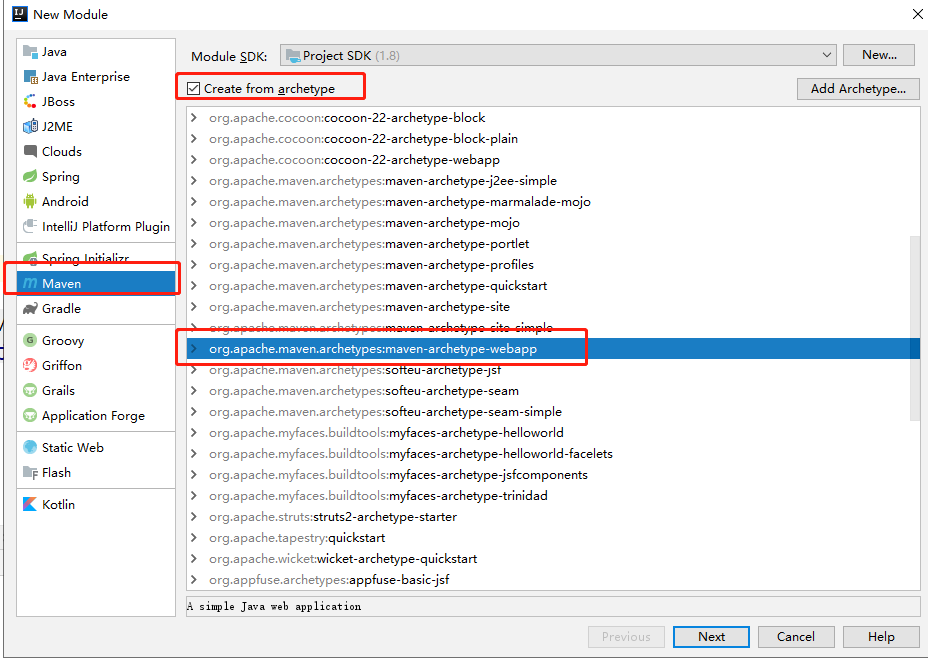 New Module
Java
Java Enterprise
JBoss
J2ME
Clouds
Spring
Android
IntelliJ Platform Plugin
Spring Initializr
Maven
Gradle
Groovy
Griffon
Grails
Application Forge
Static Web
Flash
Kotlin
Module SDK: Project SDK (1.8) New...
Create from archetype Add Archetype...
org.apache.cocoon:cocoon-22-archetype-block
org.apache.cocoon:cocoon-22-archetype-block-plain
org.apache.cocoon:cocoon-22-archetype-webapp
org.apache.maven.archetypes:maven-archetype-j2ee-simple
org.apache.maven.archetypes:maven-archetype-marmalade-mojo
org.apache.maven.archetypes:maven-archetype-mojo
org.apache.maven.archetypes:maven-archetype-portlet
org.apache.maven.archetypes:maven-archetype-profiles
org.apache.maven.archetypes:maven-archetype-quickstart
org.apache.maven.archetypes:maven-archetype-site
org.apache.maven.archetypes:maven-archetype-site-simple
org.apache.maven.archetypes:maven-archetype-webapp
org.apache.maven.archetypes:softeu-archetype-jsf
org.apache.maven.archetypes:softeu-archetype-seam
org.apache.maven.archetypes:softeu-archetype-seam-simple
org.apache.myfaces.buildtools:myfaces-archetype-helloworld
org.apache.myfaces.buildtools:myfaces-archetype-helloworld-facelets
org.apache.myfaces.buildtools:myfaces-archetype-jsfcomponents
org.apache.myfaces.buildtools:myfaces-archetype-trinidad
org.apache.struts:struts2-archetype-starter
org.apache.tapestry:quickstart
org.apache.wicket:wicket-archetype-quickstart
org.appfuse.archetypes:appfuse-basic-jsf
A simple Java web application
Previous Next Cancel Help